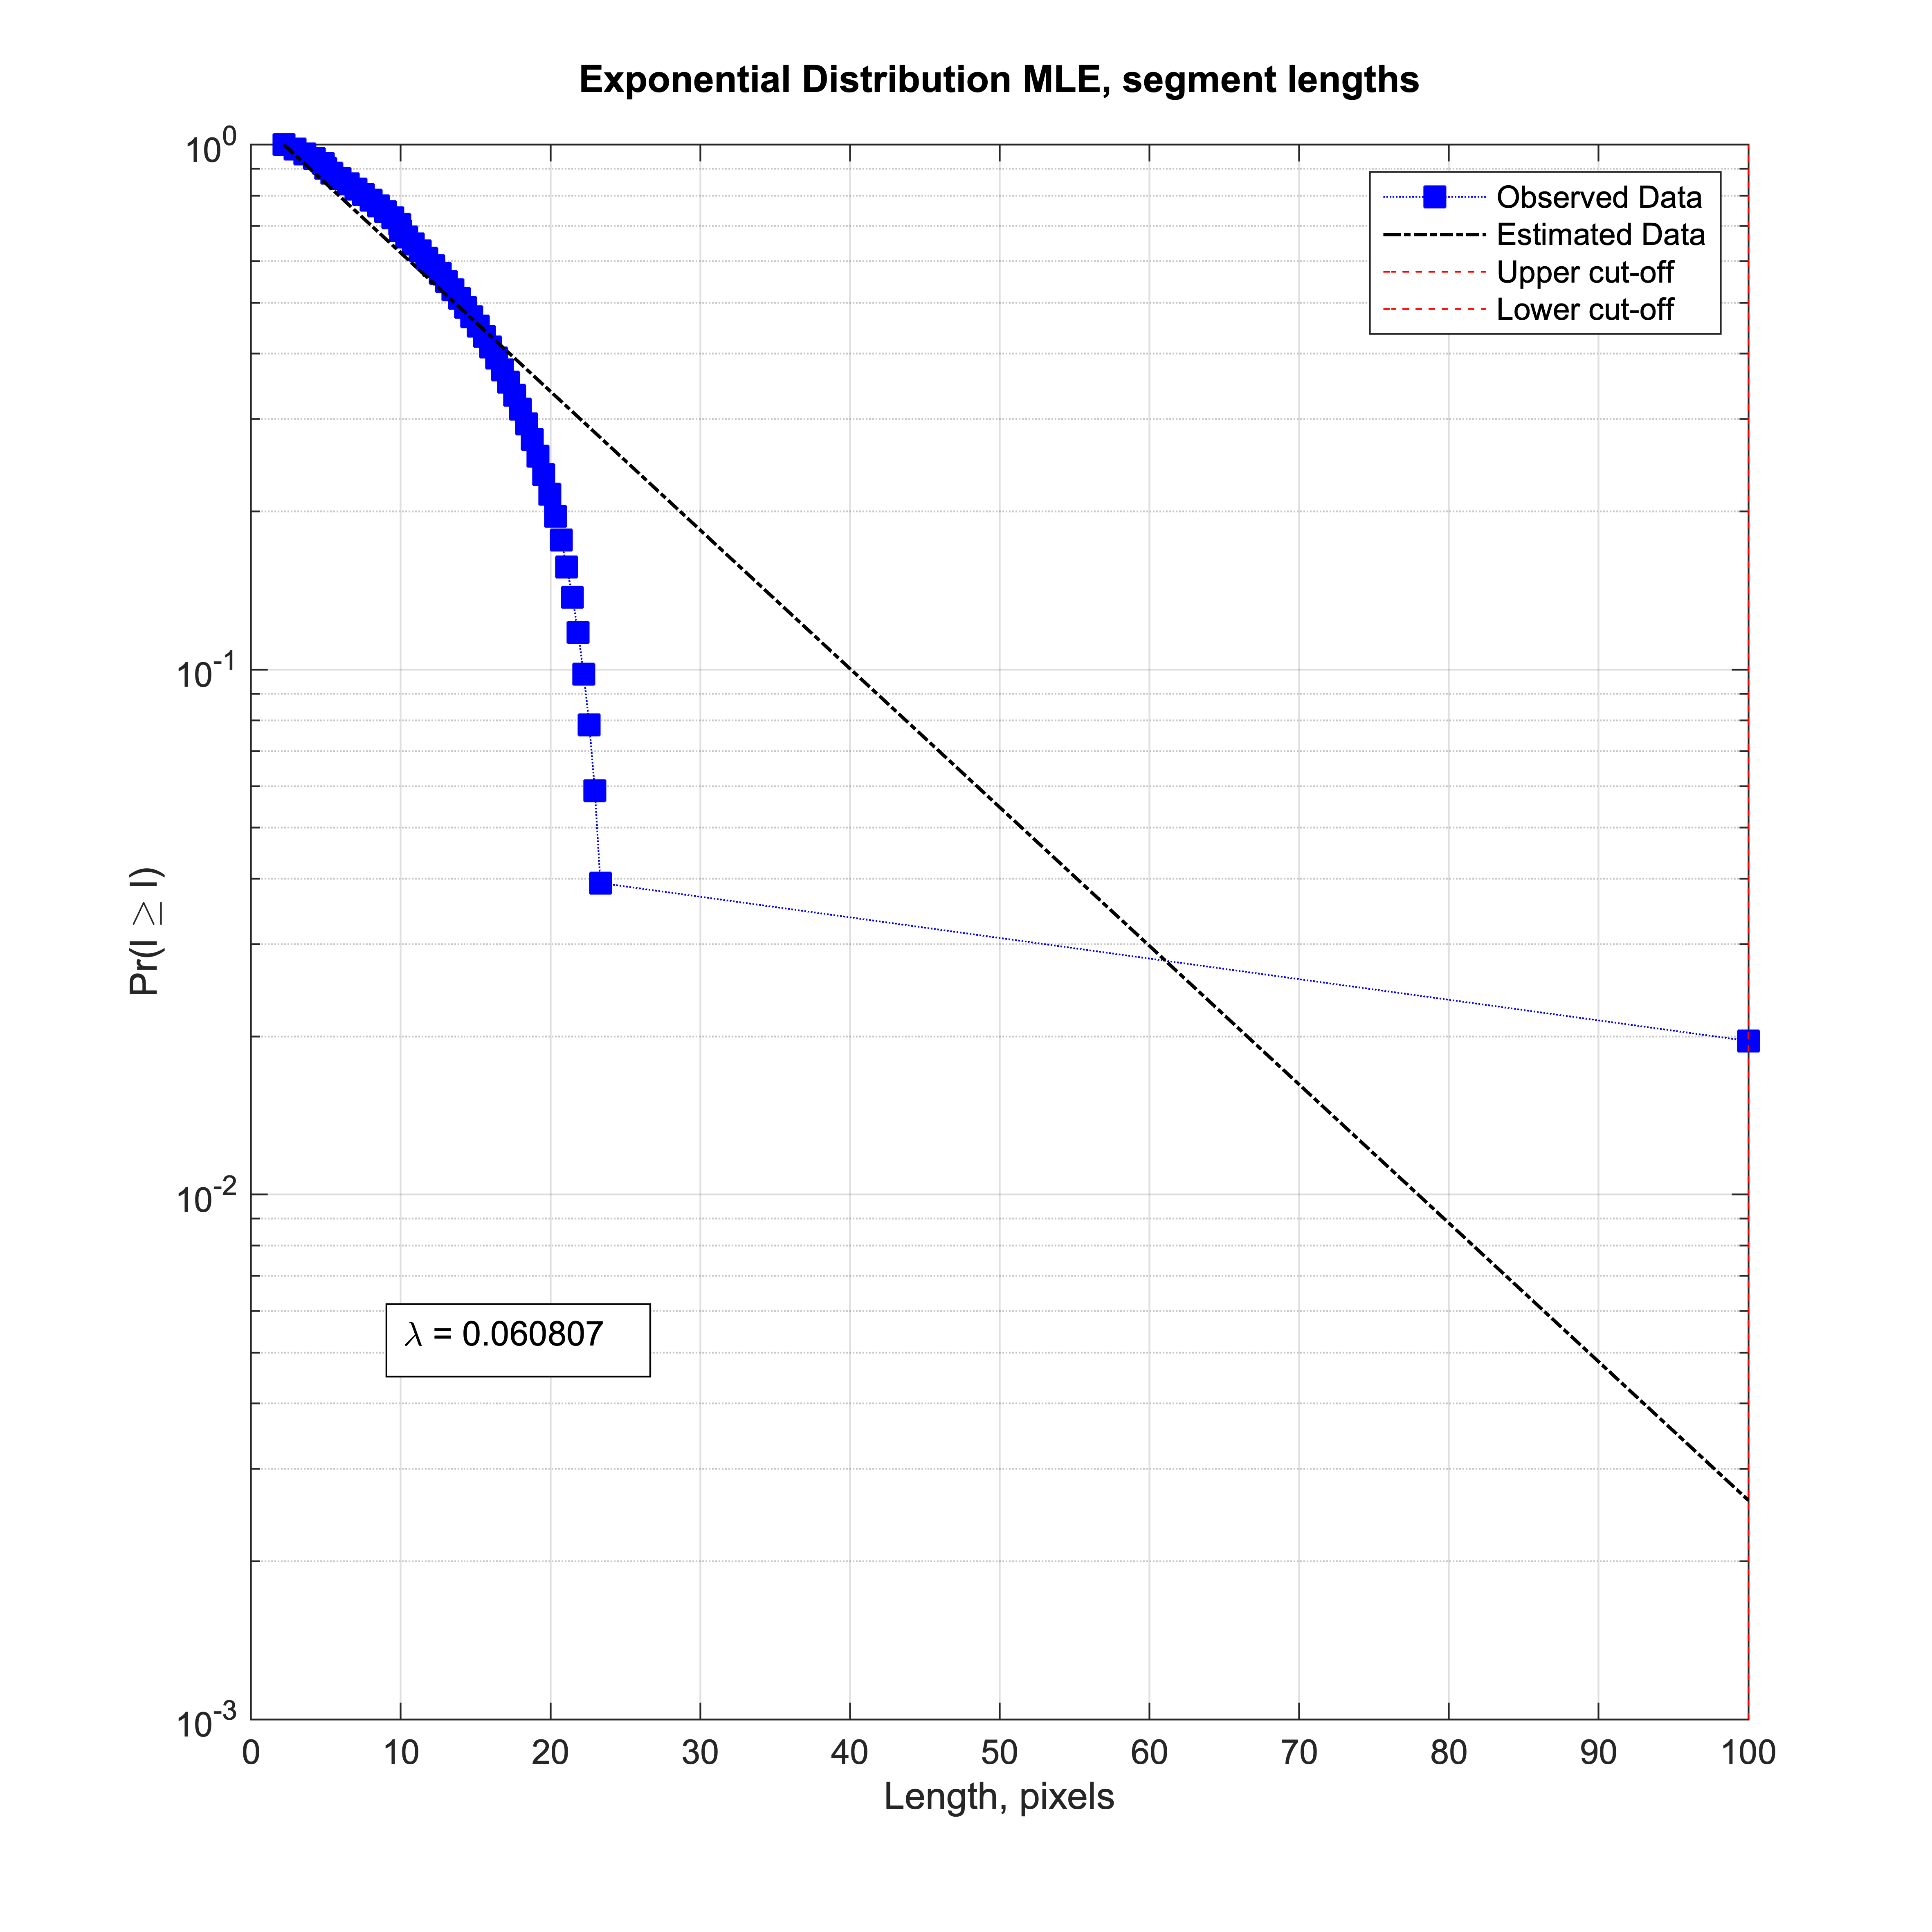 Exponential Distribution MLE, segment lengths
10^0
10^-1
10^-2
10^-3
Pr(l ≥ l)
Observed Data
Estimated Data
Upper cut-off
Lower cut-off
λ = 0.060807
0 10 20 30 40 50 60 70 80 90 100
Length, pixels